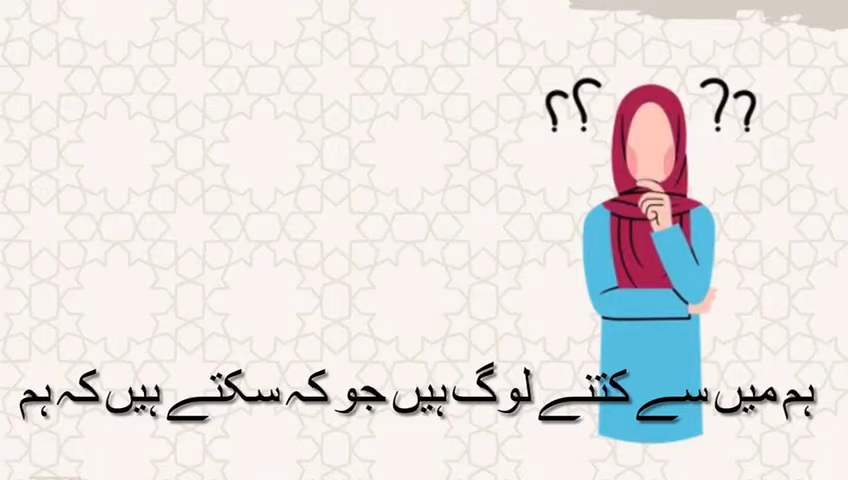 ؟؟ ??
ہم میں سے کتنے لوگ ہیں جو کہ سکتے ہیں کہ ہم